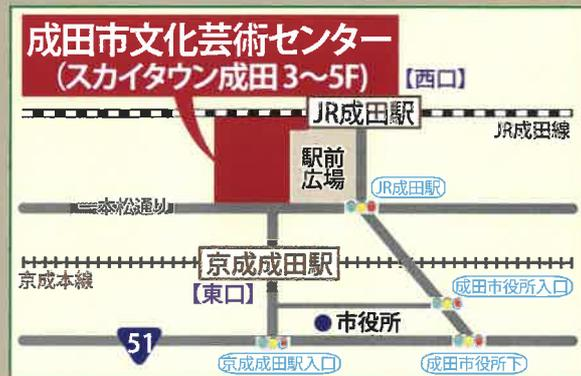 成田市文化芸術センター
(スカイタウン成田 3〜5F)
【西口】
JR成田駅
JR成田線
駅前
広場
JR成田駅
一本松通り
京成成田駅
京成本線
成田市役所入口
【東口】
市役所
51
京成成田駅入口
成田市役所下